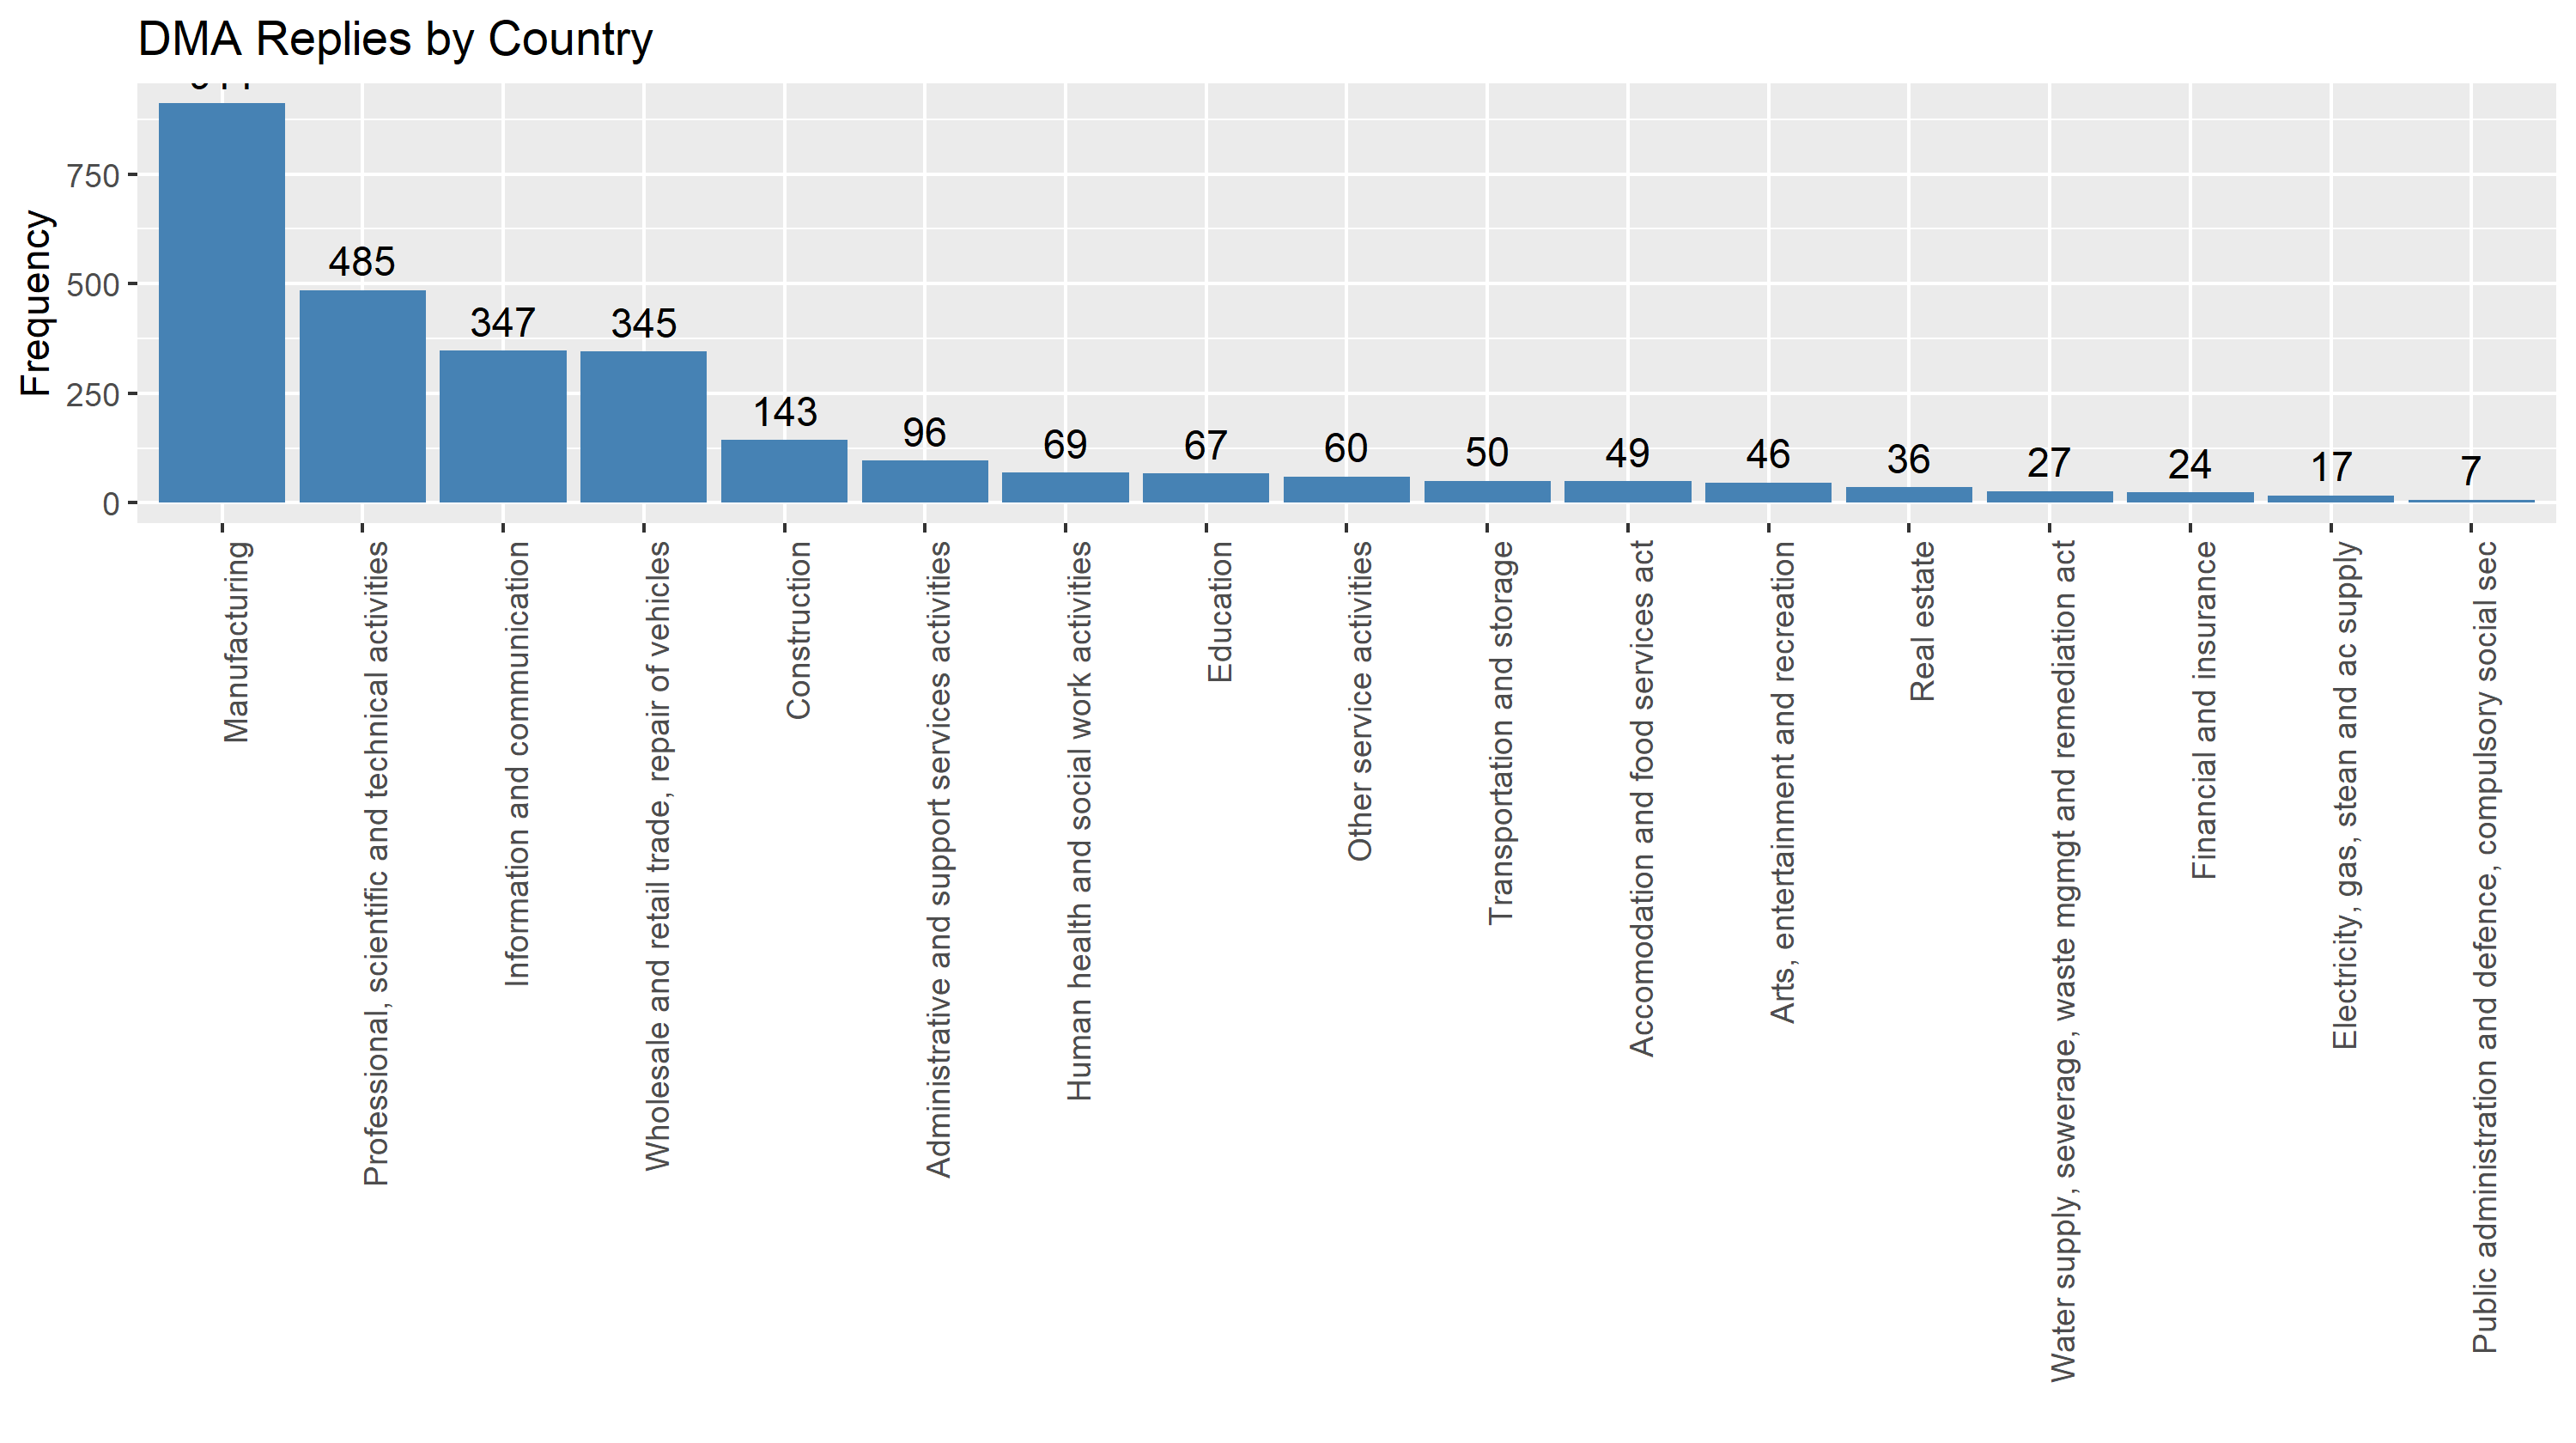 DMA Replies by Country
Frequency
750
500
250
0
485
347
345
143
96
69
67
60
50
49
46
36
27
24
17
7
Manufacturing
Professional, scientific and technical activities
Information and communication
Wholesale and retail trade, repair of vehicles
Construction
Administrative and support services activities
Human health and social work activities
Education
Other service activities
Transportation and storage
Accomodation and food services act
Arts, entertainment and recreation
Real estate
Water supply, sewerage, waste mgmgt and remediation act
Financial and insurance
Electricity, gas, stean and ac supply
Public administration and defence, compulsory social sec